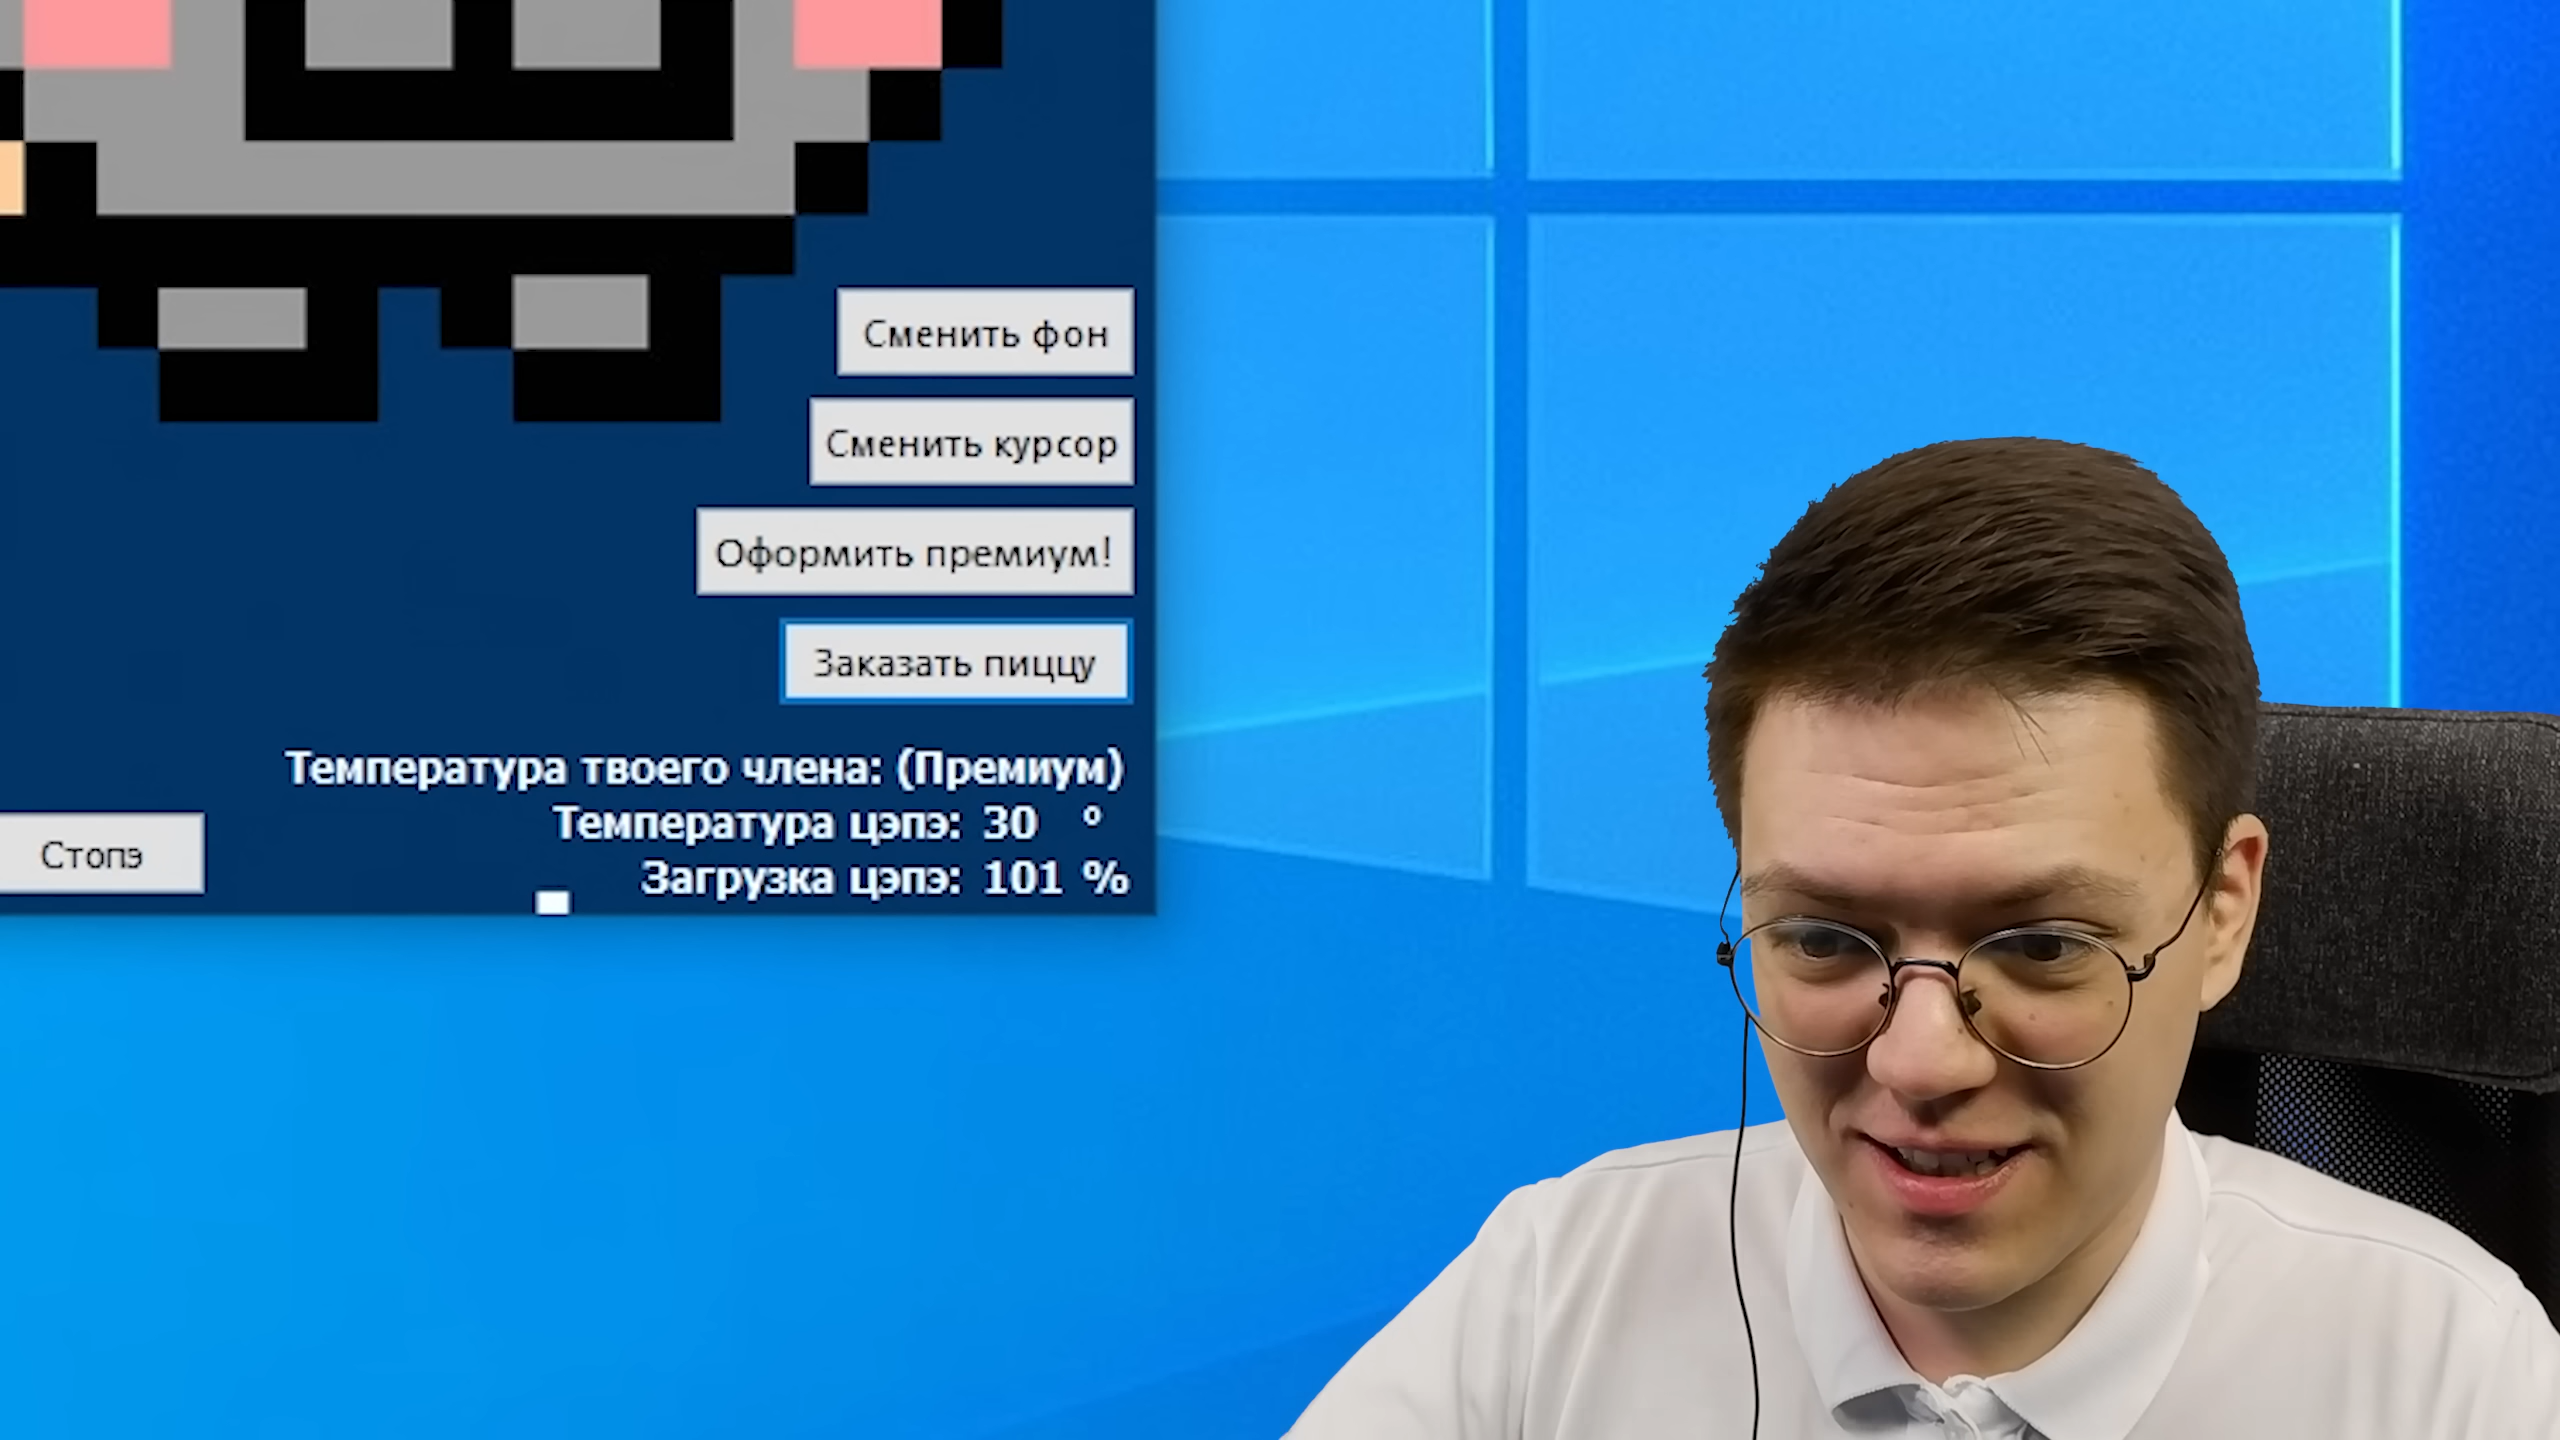 Сменить фон
Сменить курсор
Оформить премиум!
Заказать пиццу
Температура твоего члена: (Премиум)
Температура цэпэ: 30 °
Загрузка цэпэ: 101 %
Стопэ